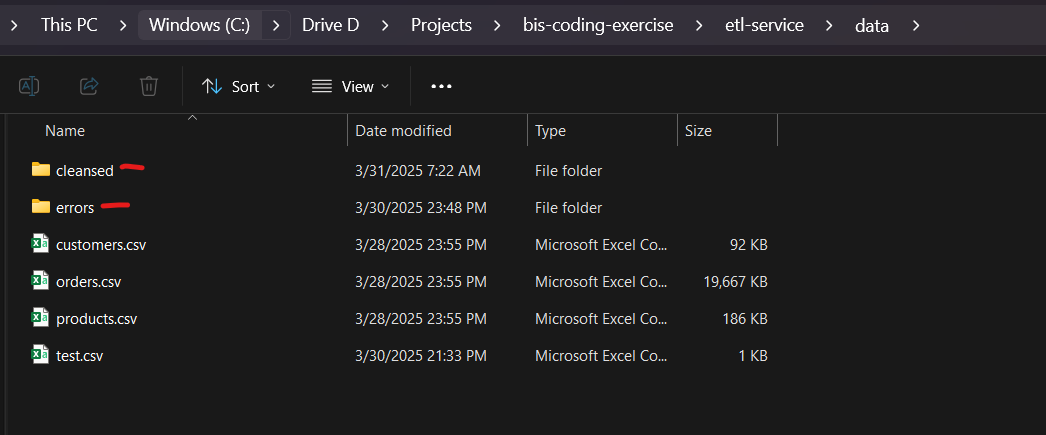 This PC Windows (C:) Drive D Projects bis-coding-exercise etl-service data
Sort View
Name Date modified Type Size
cleansed 3/31/2025 7:22 AM File folder
errors 3/30/2025 23:48 PM File folder
customers.csv 3/28/2025 23:55 PM Microsoft Excel Co... 92 KB
orders.csv 3/28/2025 23:55 PM Microsoft Excel Co... 19,667 KB
products.csv 3/28/2025 23:55 PM Microsoft Excel Co... 186 KB
test.csv 3/30/2025 21:33 PM Microsoft Excel Co... 1 KB